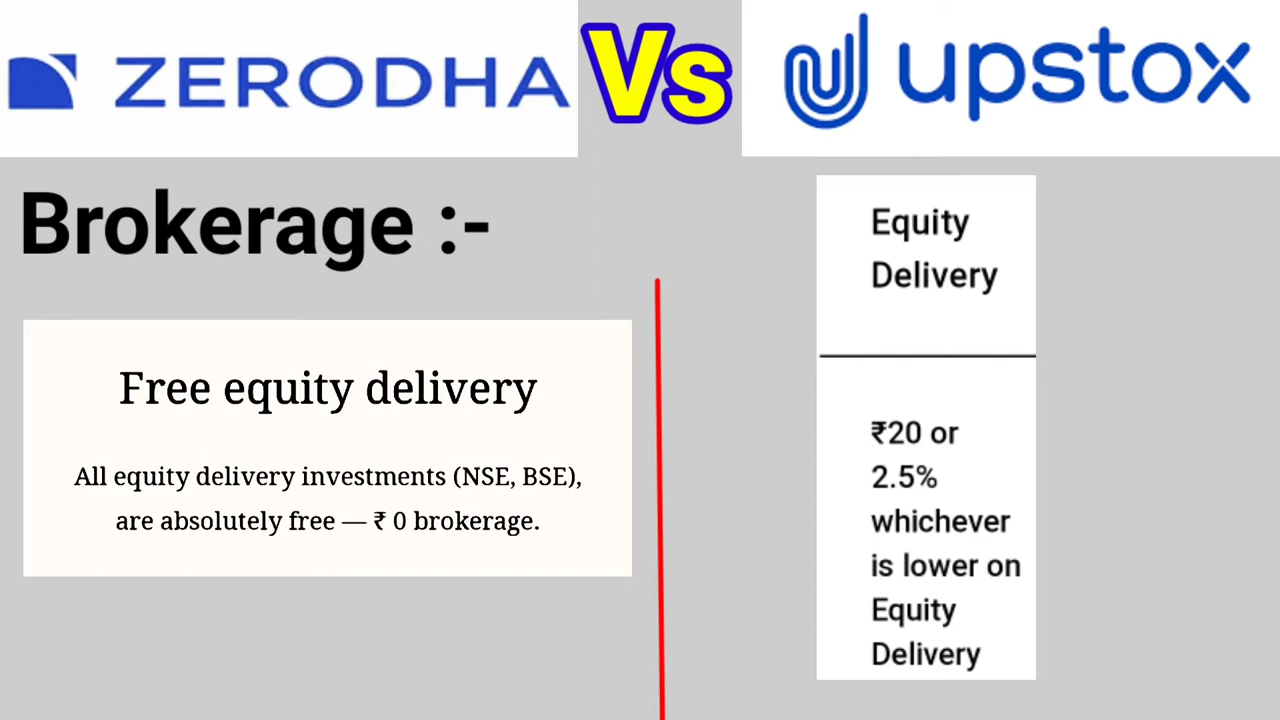 ZERODHA Vs upstox
Brokerage :-
Free equity delivery
All equity delivery investments (NSE, BSE),
are absolutely free — ₹ 0 brokerage.
Equity
Delivery
₹20 or
2.5%
whichever
is lower on
Equity
Delivery